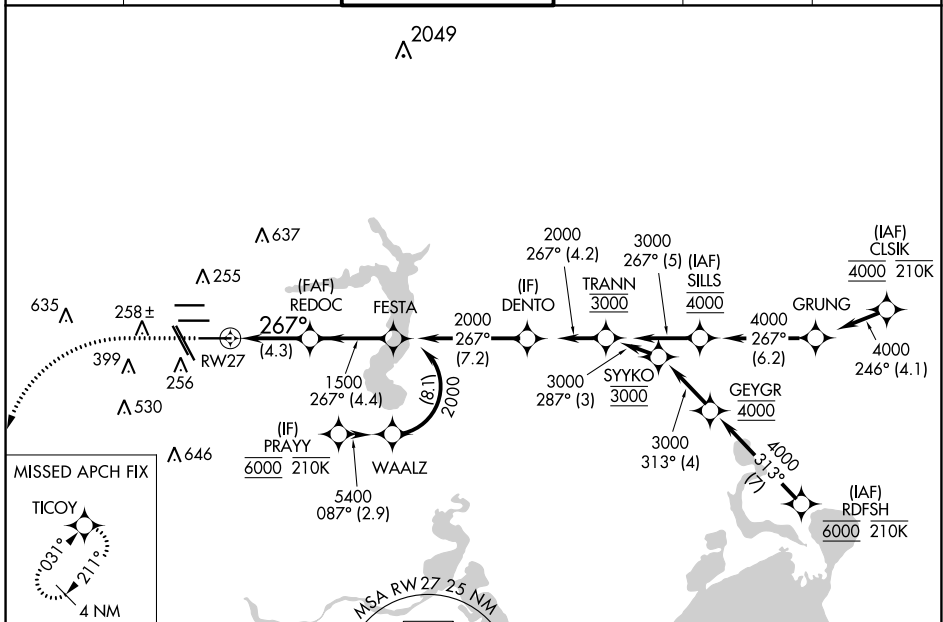 2049
637
255
635
258 ±
399
256
530
646
RW27
267°
(4.3)
(FAF)
REDOC
FESTA
1500
267° (4.4)
2000
267°
(7.2)
(IF)
DENTO
2000
267° (4.2)
TRANN
3000
3000
267° (5)
(IAF)
SILLS
4000
4000
267°
(6.2)
GRUNG
(IAF)
CLSIK
4000 210K
4000
246° (4.1)
3000
287° (3)
SYYKO
3000
GEYGR
4000
3000
313° (4)
4000
313°
(7)
(IAF)
RDFSH
6000 210K
(8.1)
2000
(IF)
PRAYY
6000 210K
WAALZ
5400
087° (2.9)
MISSED APCH FIX
TICOY
031°
211°
4 NM
MSA RW27 25 NM